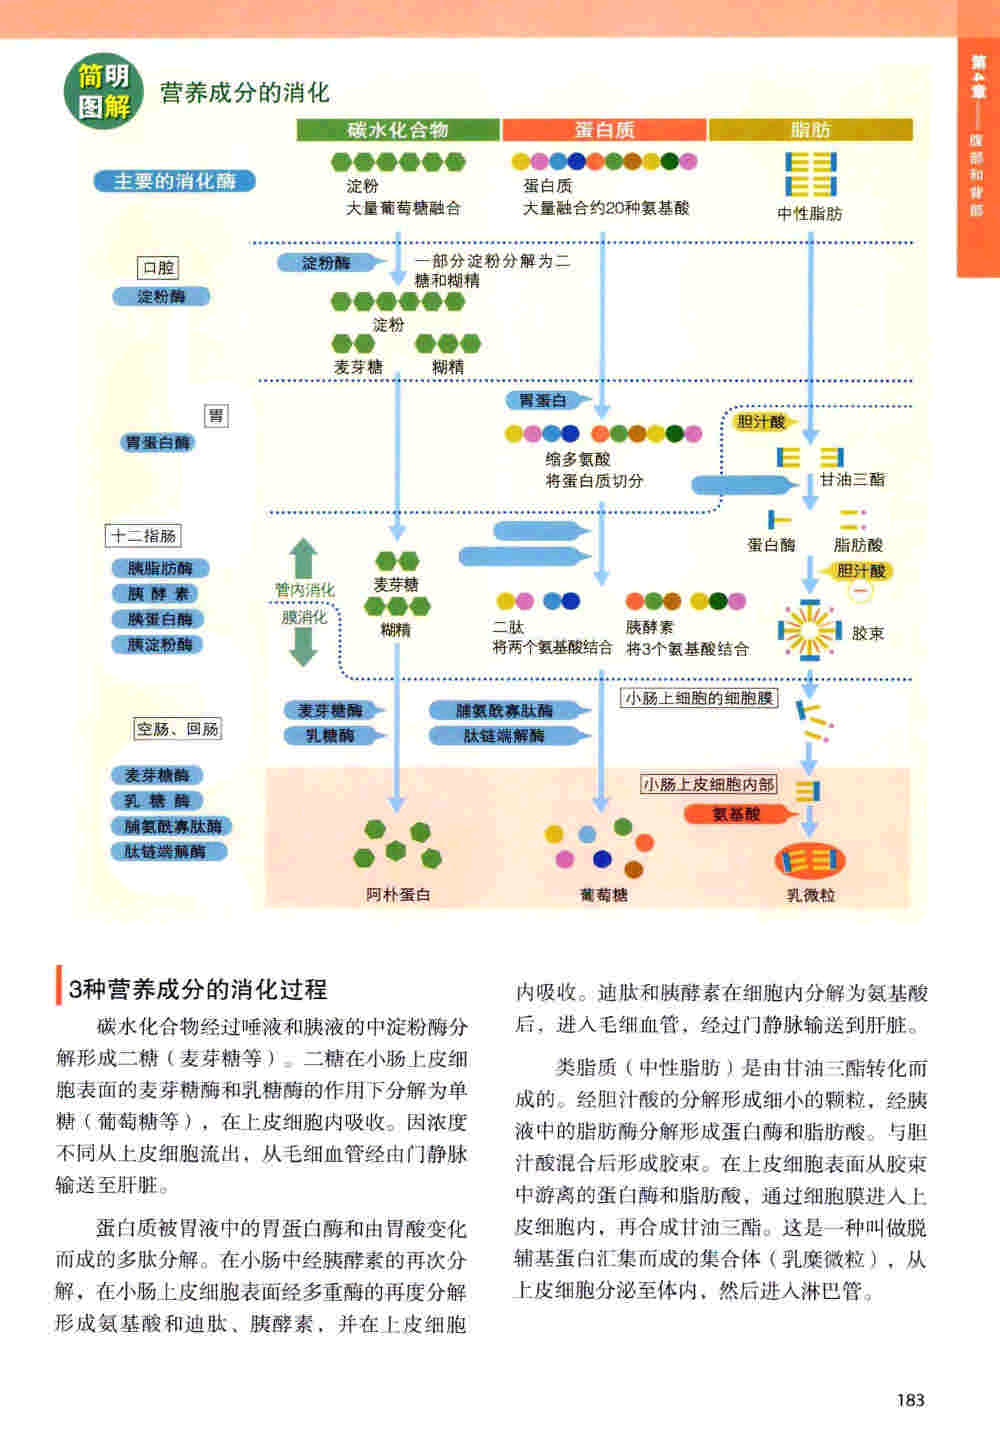 第4章——腹部和背部
简明图解
营养成分的消化
碳水化合物 蛋白质 脂肪
主要的消化酶
淀粉
大量葡萄糖融合
蛋白质
大量融合约20种氨基酸
中性脂肪
口腔
淀粉酶
淀粉酶
一部分淀粉分解为二
糖和糊精
淀粉
麦芽糖 糊精
胃
胃蛋白酶
胃蛋白
缩多氨酸
将蛋白质切分
胆汁酸
甘油三酯
十二指肠
胰脂肪酶
胰酵素
胰蛋白酶
胰淀粉酶
管内消化
膜消化
麦芽糖
糊精
二肽
将两个氨基酸结合
胰酵素
将3个氨基酸结合
蛋白酶 脂肪酸
胆汁酸
胶束
空肠、回肠
麦芽糖酶
乳糖酶
脯氨酰寡肽酶
肽链端解酶
麦芽糖酶
乳糖酶
脯氨酰寡肽酶
肽链端解酶
小肠上细胞的细胞膜
小肠上皮细胞内部
氨基酸
阿朴蛋白 葡萄糖 乳微粒
3种营养成分的消化过程
碳水化合物经过唾液和胰液的中淀粉酶分
解形成二糖（麦芽糖等）。二糖在小肠上皮细
胞表面的麦芽糖酶和乳糖酶的作用下分解为单
糖（葡萄糖等），在上皮细胞内吸收。因浓度
不同从上皮细胞流出，从毛细血管经由门静脉
输送至肝脏。
蛋白质被胃液中的胃蛋白酶和由胃酸变化
而成的多肽分解。在小肠中经胰酵素的再次分
解，在小肠上皮细胞表面经多重酶的再度分解
形成氨基酸和迪肽、胰酵素，并在上皮细胞
内吸收。迪肽和胰酵素在细胞内分解为氨基酸
后，进入毛细血管，经过门静脉输送到肝脏。
类脂质（中性脂肪）是由甘油三酯转化而
成的。经胆汁酸的分解形成细小的颗粒，经胰
液中的脂肪酶分解形成蛋白酶和脂肪酸。与胆
汁酸混合后形成胶束。在上皮细胞表面从胶束
中游离的蛋白酶和脂肪酸，通过细胞膜进入上
皮细胞内，再合成甘油三酯。这是一种叫做脱
辅基蛋白汇集而成的集合体（乳糜微粒），从
上皮细胞分泌至体内，然后进入淋巴管。
183